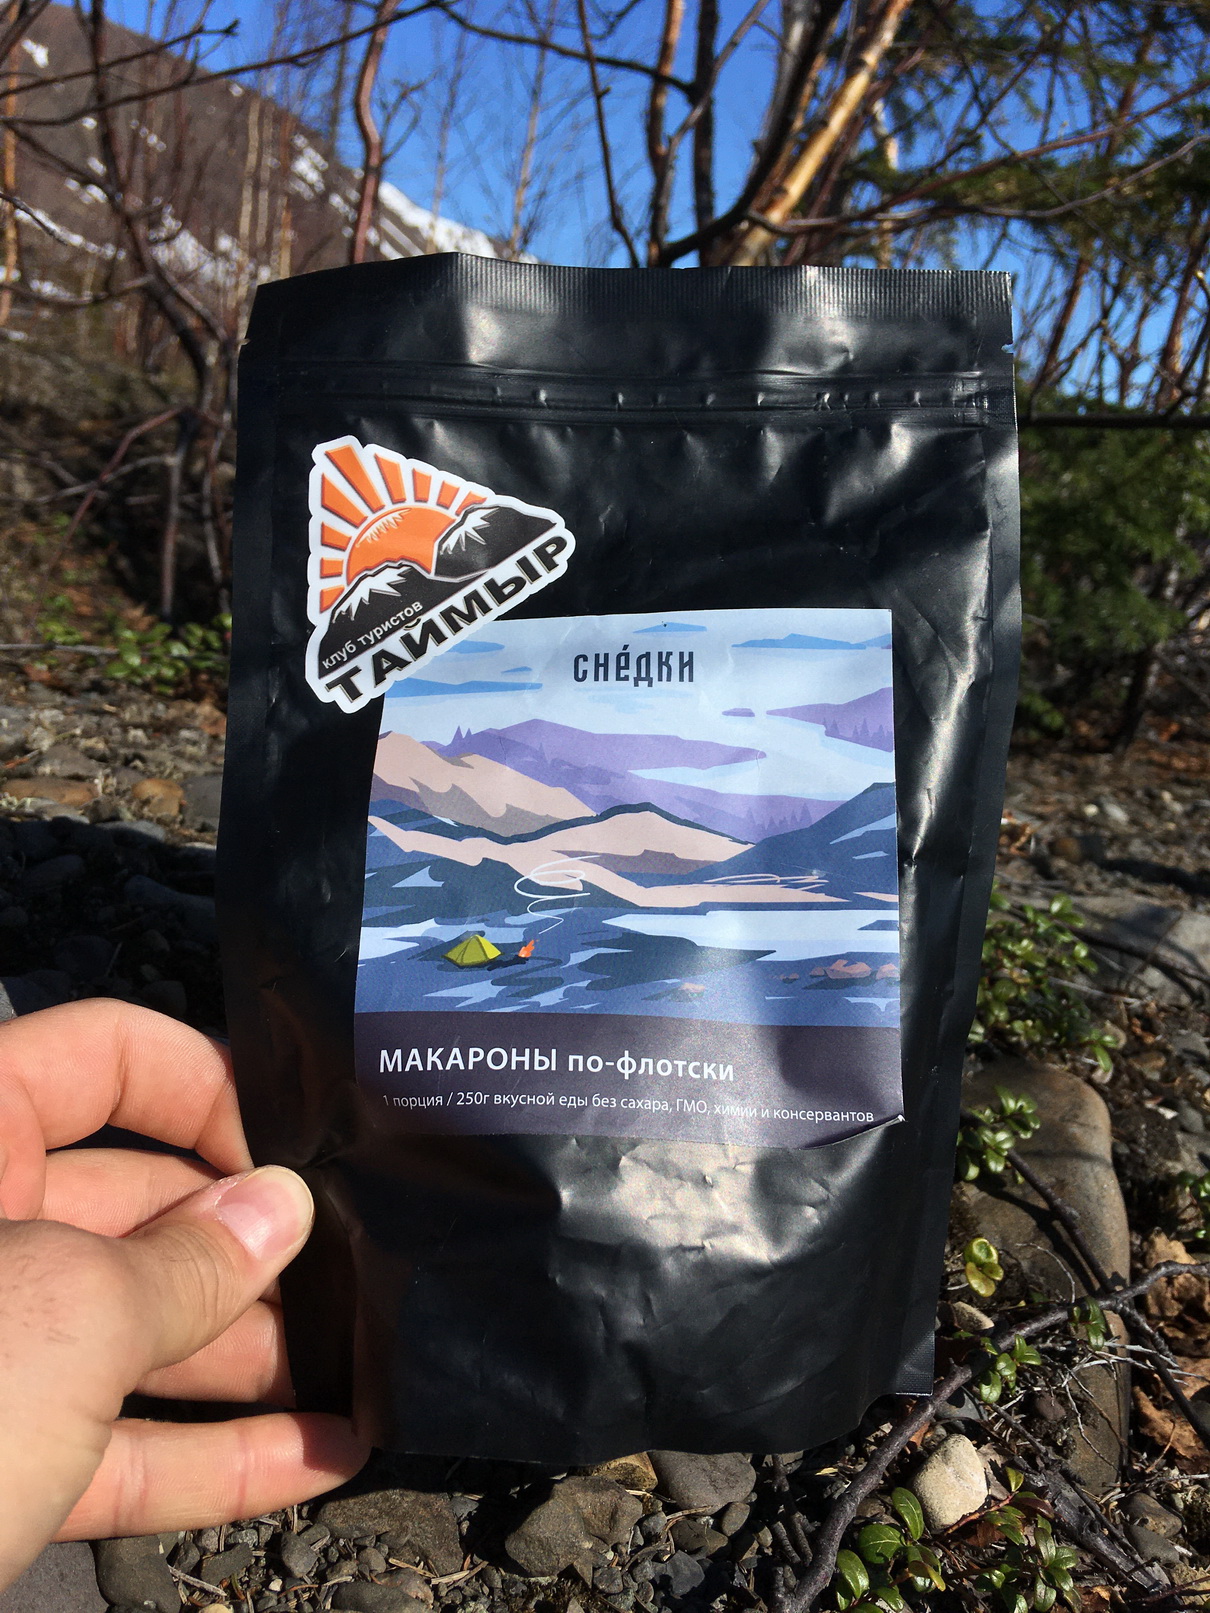 клуб туристов
ТАЙМЫР
СНЕ́ДКИ
МАКАРОНЫ по-флотски
1 порция / 250г вкусной еды без сахара, ГМО, химии и консервантов